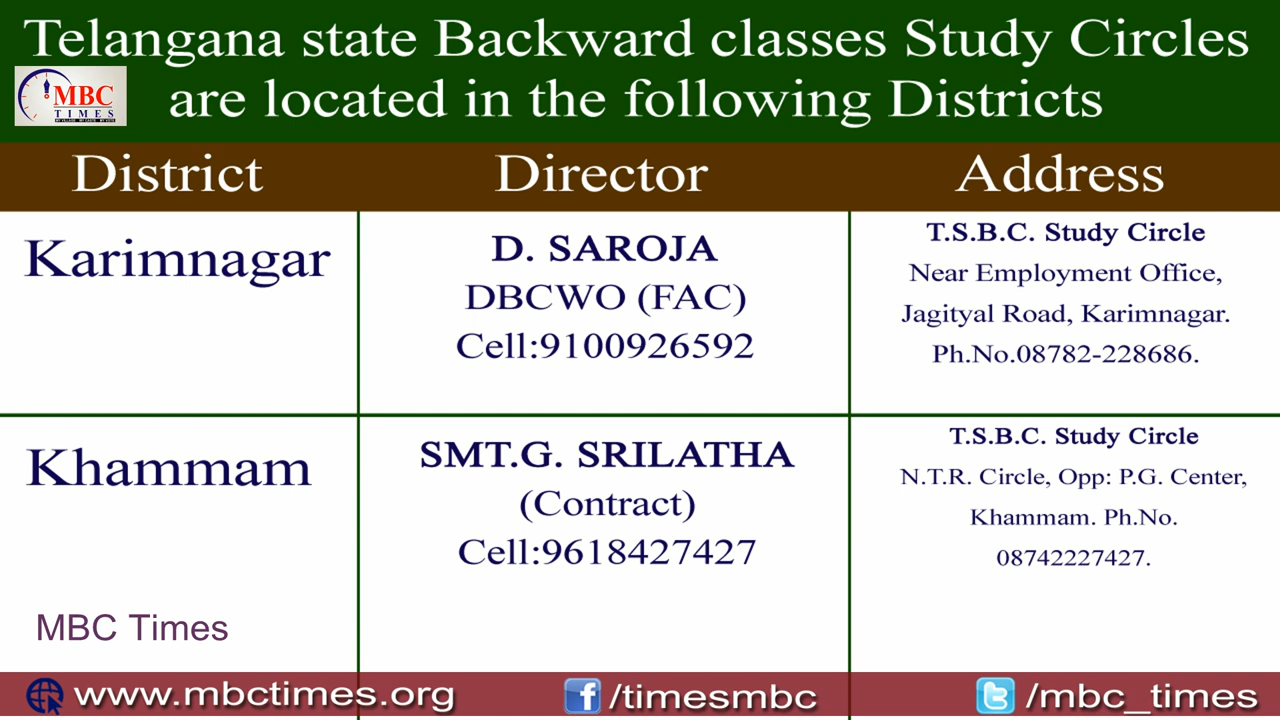 Telangana state Backward classes Study Circles
are located in the following Districts
MBC
TIMES
District
Director
Address
Karimnagar
D. SAROJA
DBCWO (FAC)
Cell:9100926592
T.S.B.C. Study Circle
Near Employment Office,
Jagityal Road, Karimnagar.
Ph.No.08782-228686.
Khammam
SMT.G. SRILATHA
(Contract)
Cell:9618427427
T.S.B.C. Study Circle
N.T.R. Circle, Opp: P.G. Center,
Khammam. Ph.No.
08742227427.
MBC Times
www.mbctimes.org
/timesmbc
/mbc_times